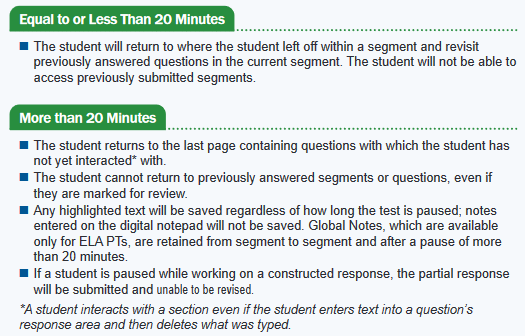 Equal to or Less Than 20 Minutes
■ The student will return to where the student left off within a segment and revisit
previously answered questions in the current segment. The student will not be able to
access previously submitted segments.
More than 20 Minutes
■ The student returns to the last page containing questions with which the student has
not yet interacted* with.
■ The student cannot return to previously answered segments or questions, even if
they are marked for review.
■ Any highlighted text will be saved regardless of how long the test is paused; notes
entered on the digital notepad will not be saved. Global Notes, which are available
only for ELA PTs, are retained from segment to segment and after a pause of more
than 20 minutes.
■ If a student is paused while working on a constructed response, the partial response
will be submitted and unable to be revised.
*A student interacts with a section even if the student enters text into a question's
response area and then deletes what was typed.